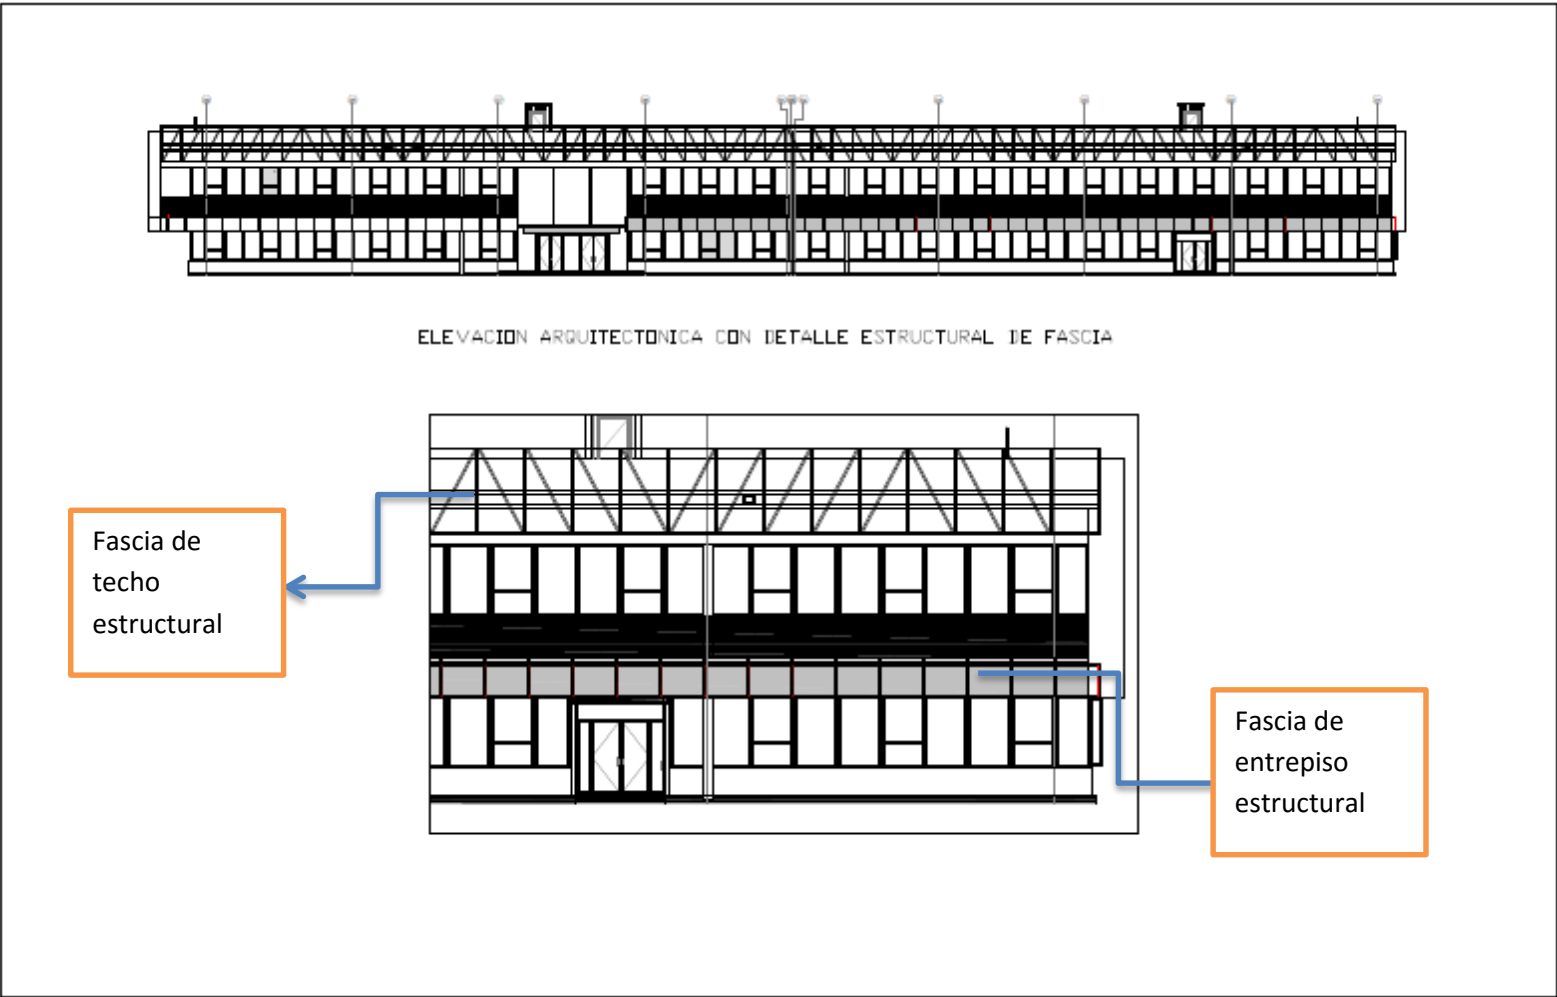 ELEVACION ARQUITECTONICA CON DETALLE ESTRUCTURAL DE FASCIA
Fascia de
techo
estructural
Fascia de
entrepiso
estructural